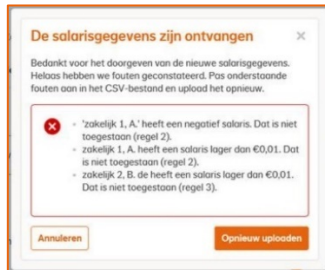 De salarisgegevens zijn ontvangen
Bedankt voor het doorgeven van de nieuwe salarisgegevens.
Helaas hebben we fouten geconstateerd. Pas onderstaande
fouten aan in het CSV-bestand en upload het opnieuw.
'zakelijk 1, A.' heeft een negatief salaris. Dat is niet
toegestaan (regel 2).
zakelijk 1, A. heeft een salaris lager dan €0,01. Dat
is niet toegestaan (regel 2).
zakelijk 2, B. de heeft een salaris lager dan €0,01.
Dat is niet toegestaan (regel 3).
Annuleren
Opnieuw uploaden